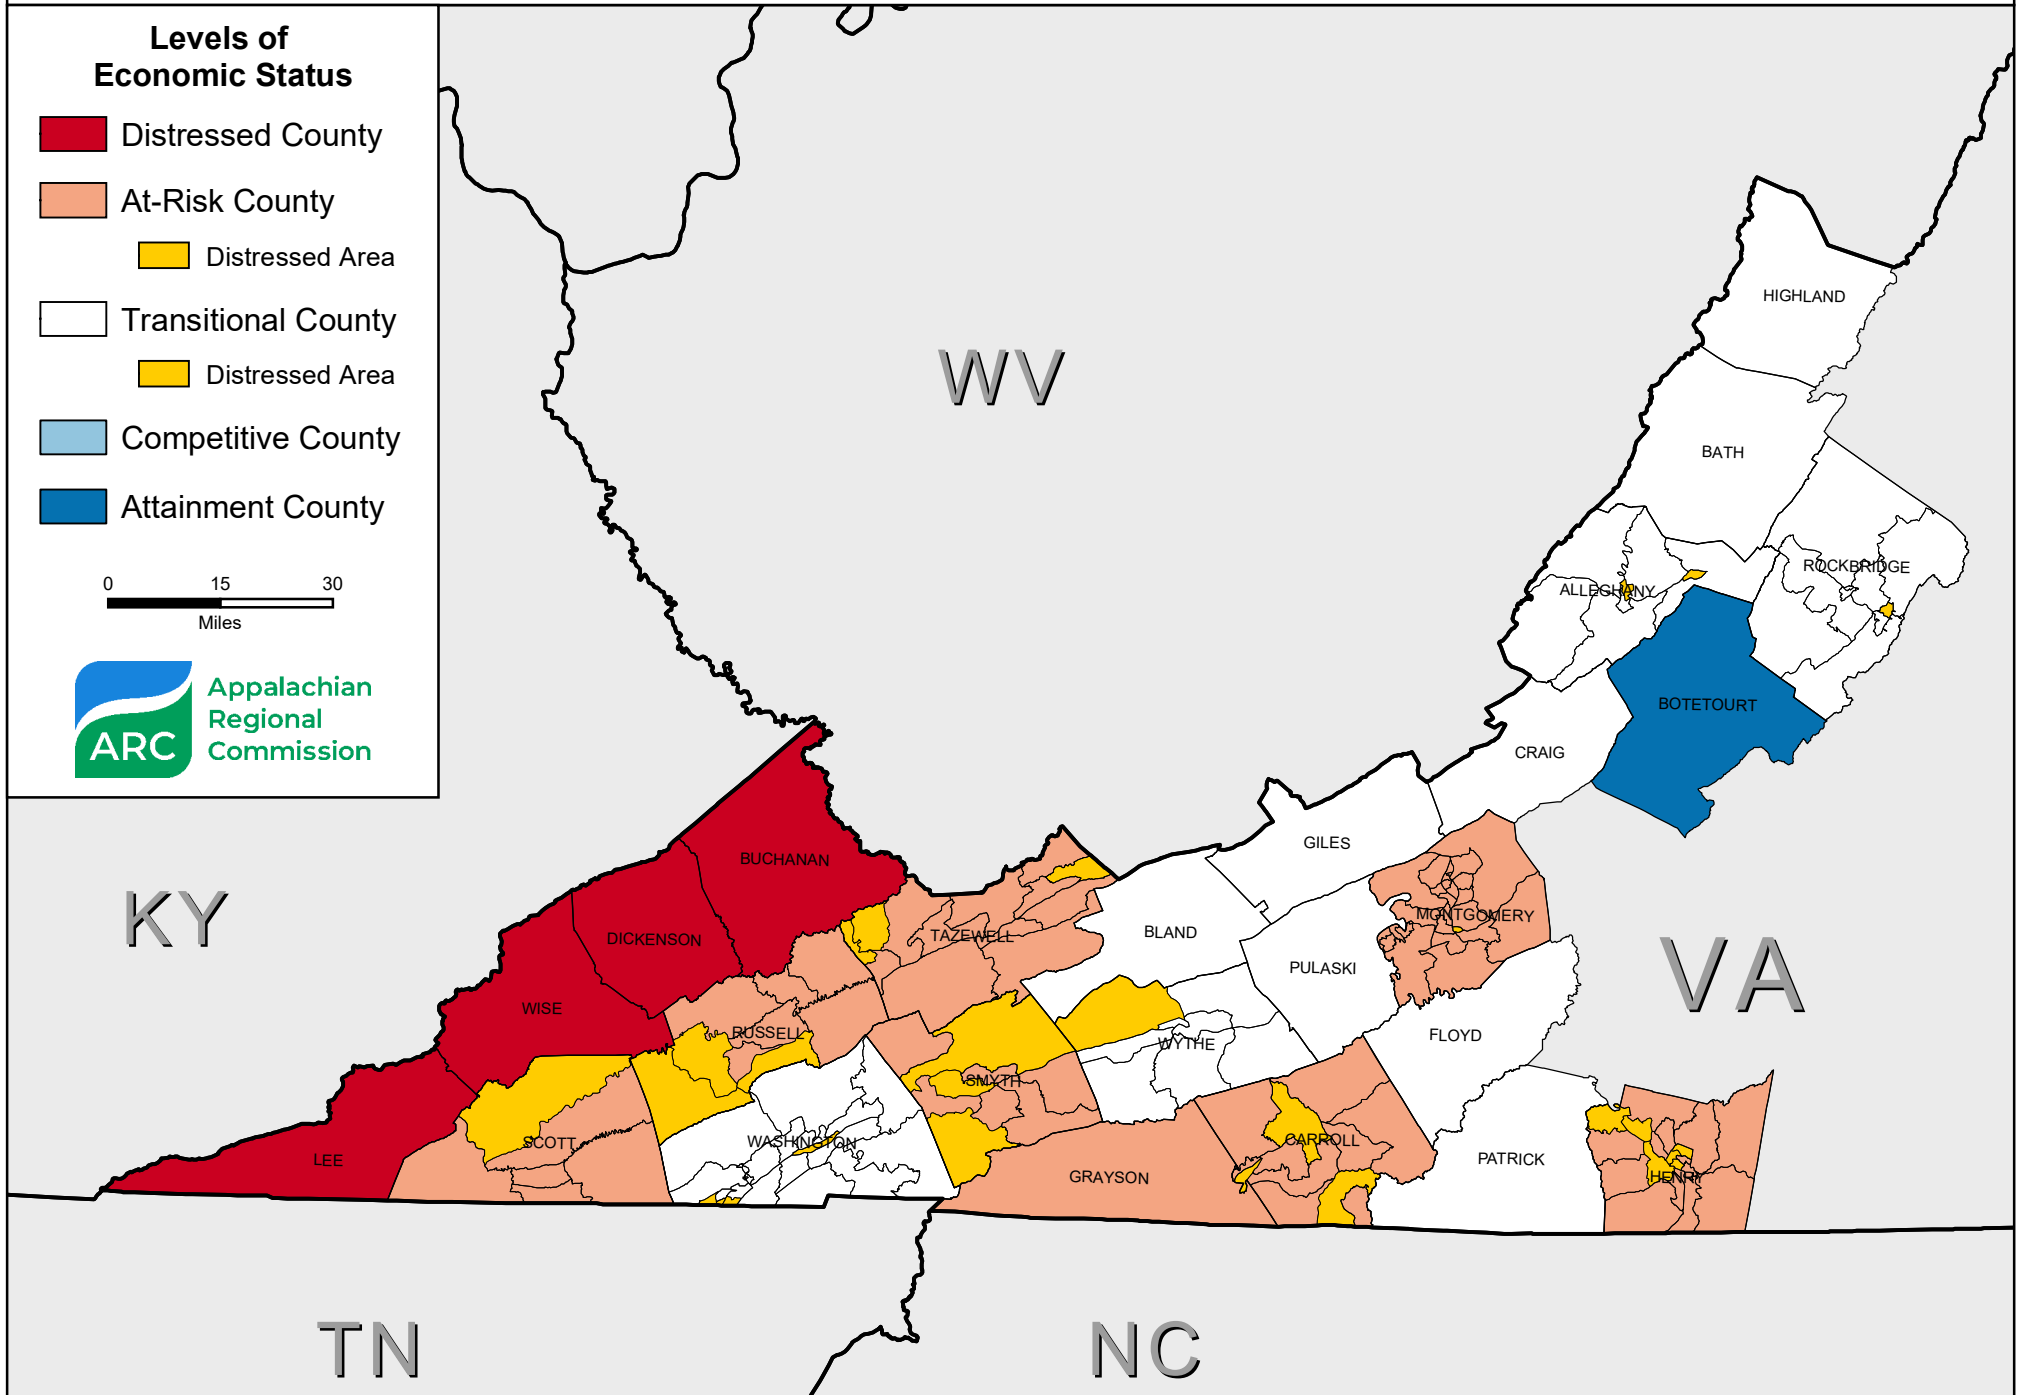 Levels of
Economic Status
Distressed County
At-Risk County
Distressed Area
Transitional County
Distressed Area
Competitive County
Attainment County
0 15 30
Miles
ARC
Appalachian
Regional
Commission
WV
HIGHLAND
BATH
ROCKBRIDGE
ALLEGHANY
BOTETOURT
CRAIG
GILES
BUCHANAN
KY
MONTGOMERY
BLAND
TAZEWELL
DICKENSON
PULASKI
VA
WISE
RUSSELL
FLOYD
WYTHE
SMYTH
CARROLL
WASHINGTON
SCOTT
LEE
PATRICK
GRAYSON
HENRY
TN
NC